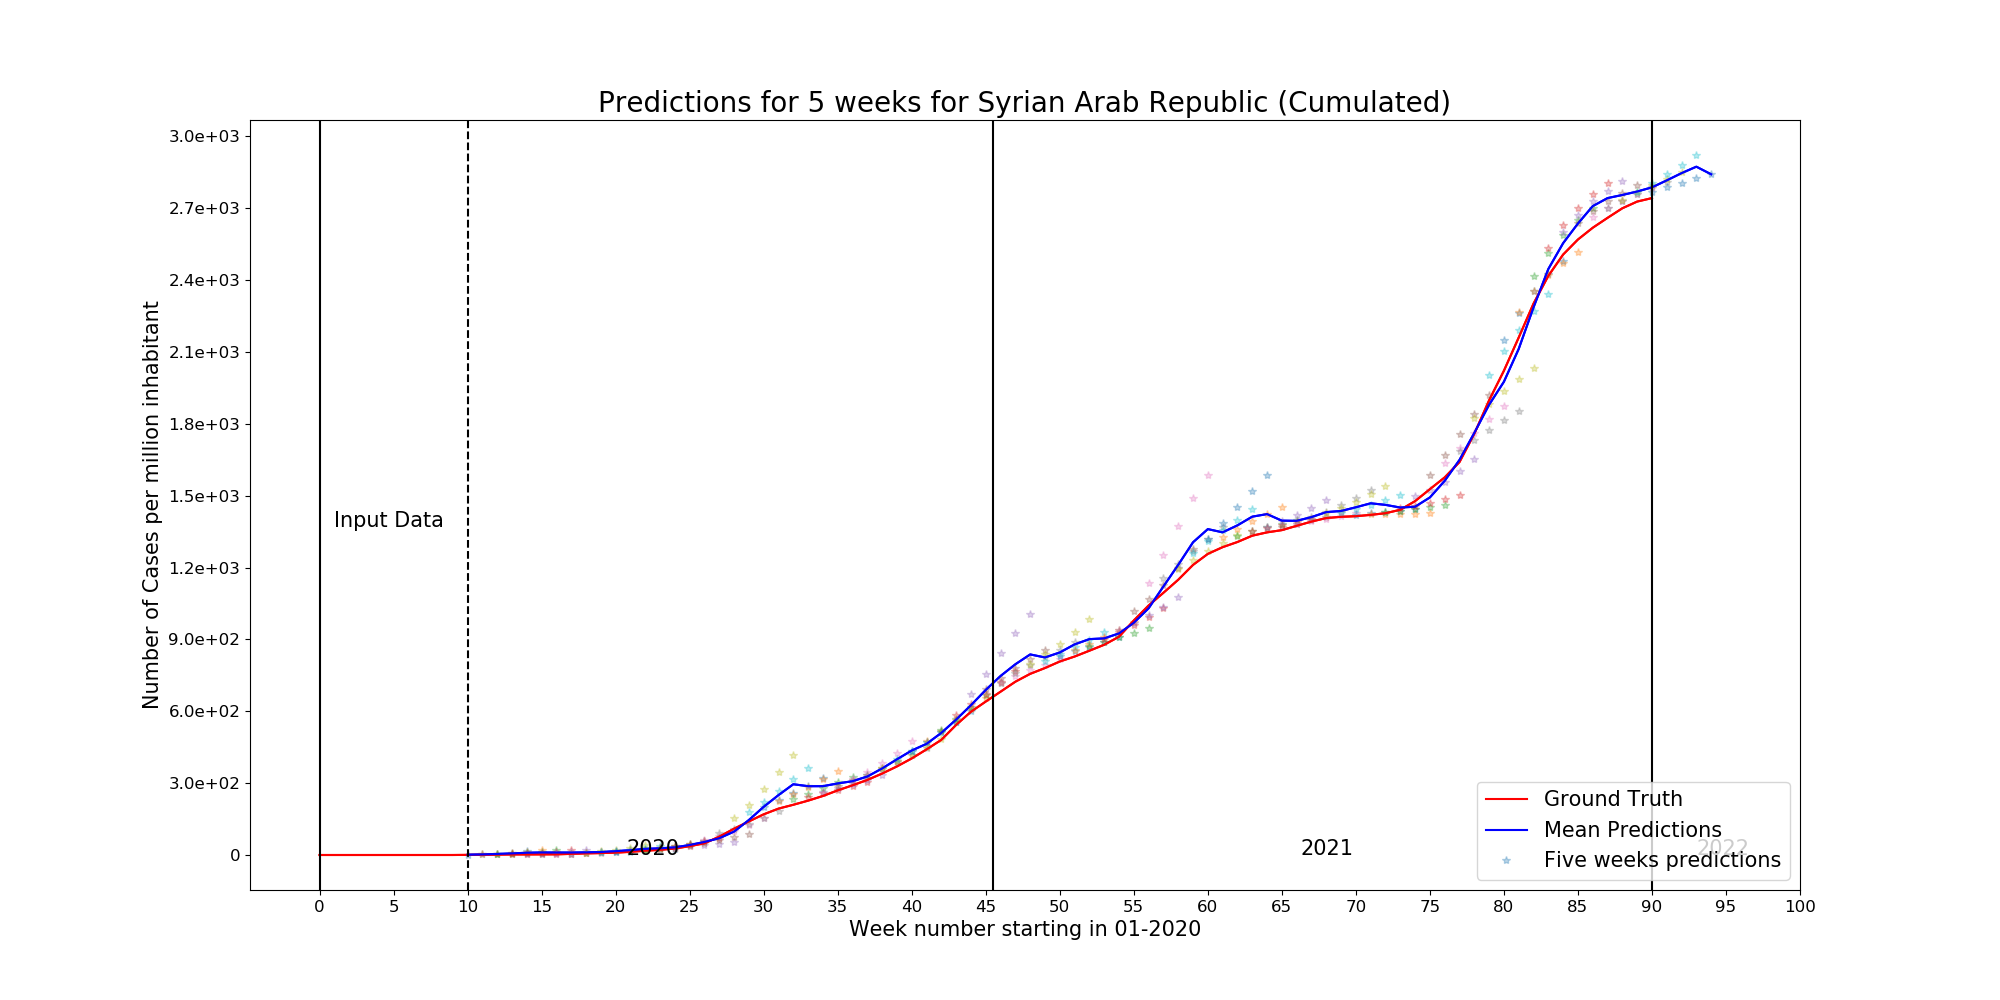 Predictions for 5 weeks for Syrian Arab Republic (Cumulated)
Number of Cases per million inhabitant
3.0e+03
2.7e+03
2.4e+03
2.1e+03
1.8e+03
1.5e+03
1.2e+03
9.0e+02
6.0e+02
3.0e+02
0
Input Data
2020
2021
2022
Ground Truth
Mean Predictions
Five weeks predictions
0 5 10 15 20 25 30 35 40 45 50 55 60 65 70 75 80 85 90 95 100
Week number starting in 01-2020